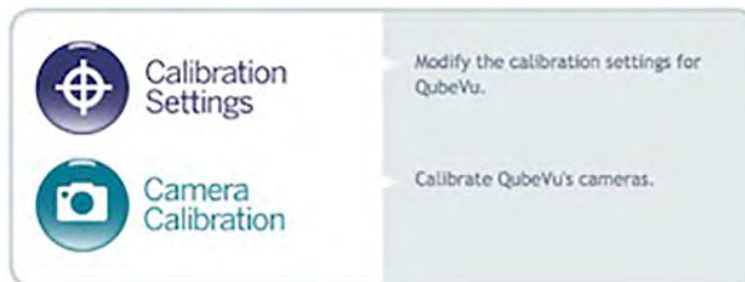 Calibration
Settings
Modify the calibration settings for
QubeVu.
Camera
Calibration
Calibrate QubeVu's cameras.